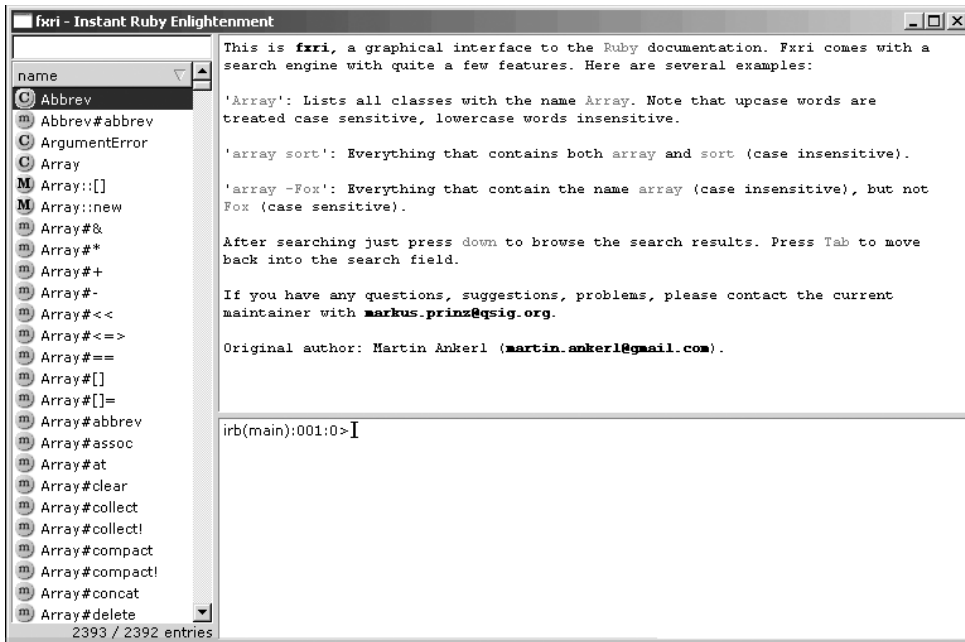 fxri - Instant Ruby Enlightenment
name
C Abbrev
m Abbrev#abbrev
C ArgumentError
C Array
M Array::[]
M Array::new
m Array#&
m Array#*
m Array#+
m Array#-
m Array#<<
m Array#<=>
m Array#==
m Array#[]
m Array#[]=
m Array#abbrev
m Array#assoc
m Array#at
m Array#clear
m Array#collect
m Array#collect!
m Array#compact
m Array#compact!
m Array#concat
m Array#delete
2393 / 2392 entries
This is fxri, a graphical interface to the Ruby documentation. Fxri comes with a
search engine with quite a few features. Here are several examples:
'Array': Lists all classes with the name Array. Note that upcase words are
treated case sensitive, lowercase words insensitive.
'array sort': Everything that contains both array and sort (case insensitive).
'array -Fox': Everything that contain the name array (case insensitive), but not
Fox (case sensitive).
After searching just press down to browse the search results. Press Tab to move
back into the search field.
If you have any questions, suggestions, problems, please contact the current
maintainer with markus.prinz@qsig.org.
Original author: Martin Ankerl (martin.ankerl@gmail.com).
irb(main):001:0>